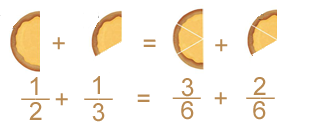 + = +
1/2 + 1/3 = 3/6 + 2/6